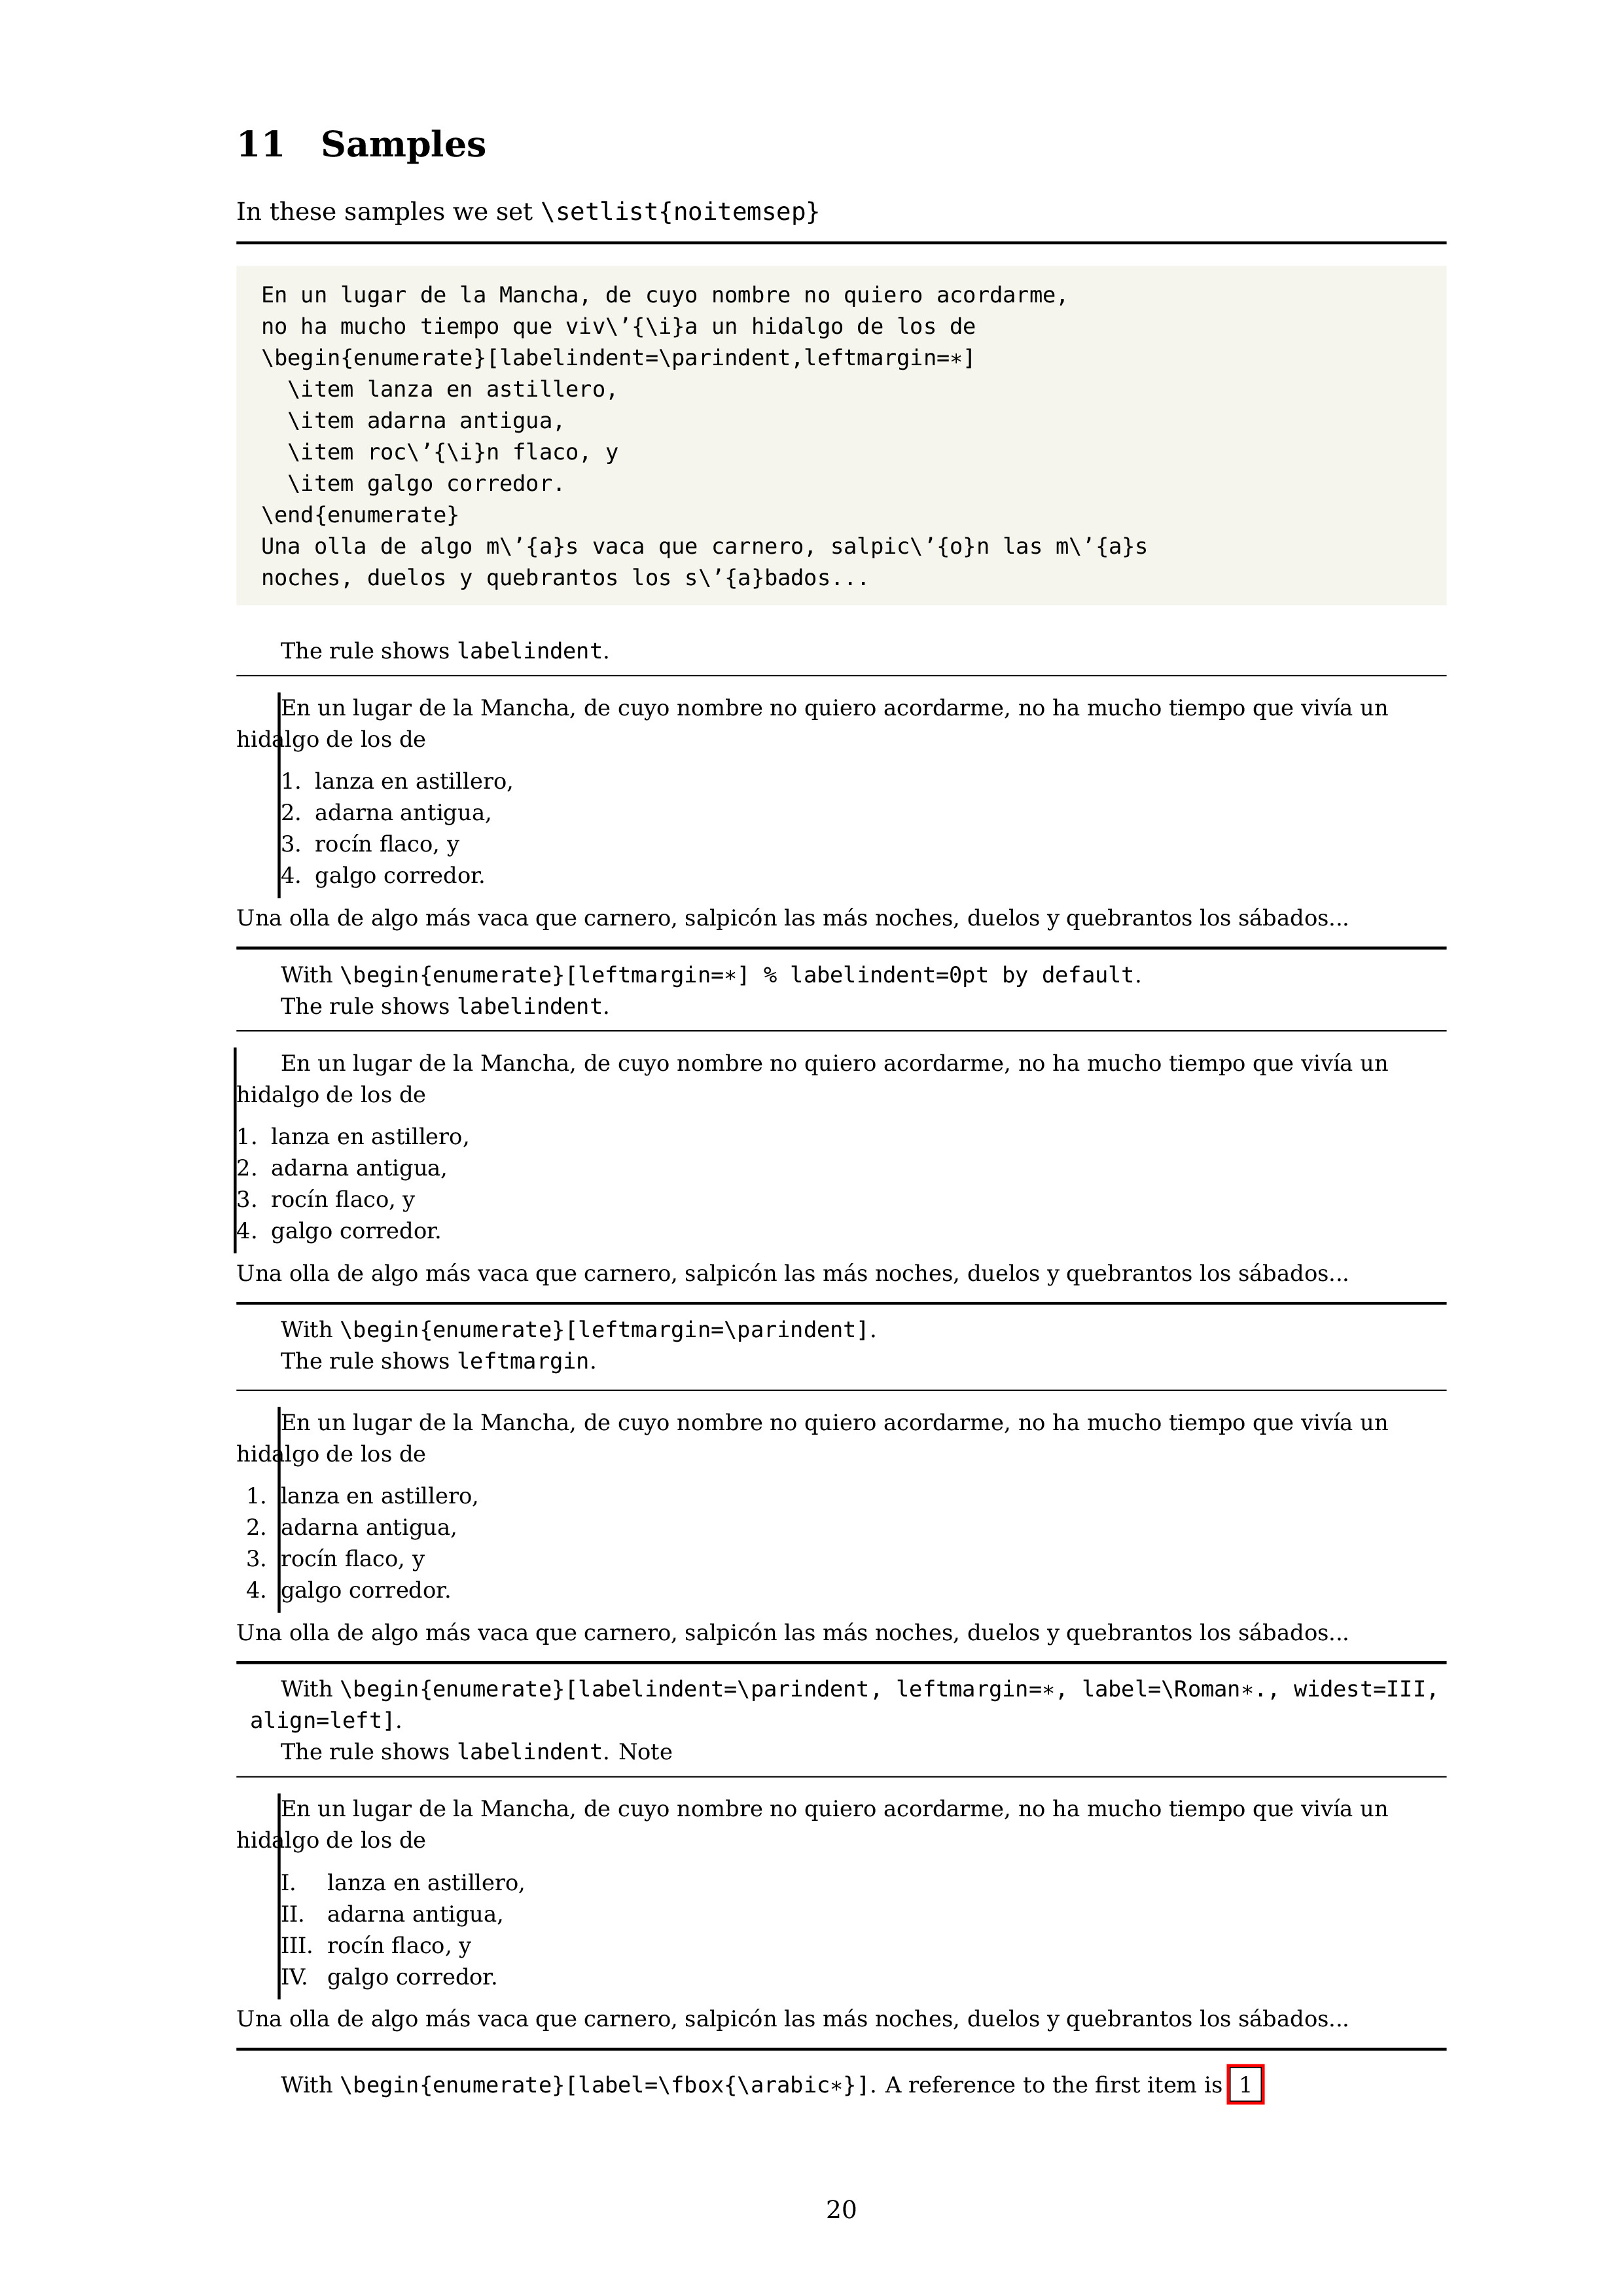 11 Samples
In these samples we set \setlist{noitemsep}
En un lugar de la Mancha, de cuyo nombre no quiero acordarme,
no ha mucho tiempo que viv\’{\i}a un hidalgo de los de
\begin{enumerate}[labelindent=\parindent,leftmargin=*]
\item lanza en astillero,
\item adarna antigua,
\item roc\’{\i}n flaco, y
\item galgo corredor.
\end{enumerate}
Una olla de algo m\’{a}s vaca que carnero, salpic\’{o}n las m\’{a}s
noches, duelos y quebrantos los s\’{a}bados...
The rule shows labelindent.
En un lugar de la Mancha, de cuyo nombre no quiero acordarme, no ha mucho tiempo que vivía un
hidalgo de los de
1. lanza en astillero,
2. adarna antigua,
3. rocín flaco, y
4. galgo corredor.
Una olla de algo más vaca que carnero, salpicón las más noches, duelos y quebrantos los sábados...
With \begin{enumerate}[leftmargin=*] % labelindent=0pt by default.
The rule shows labelindent.
En un lugar de la Mancha, de cuyo nombre no quiero acordarme, no ha mucho tiempo que vivía un
hidalgo de los de
1. lanza en astillero,
2. adarna antigua,
3. rocín flaco, y
4. galgo corredor.
Una olla de algo más vaca que carnero, salpicón las más noches, duelos y quebrantos los sábados...
With \begin{enumerate}[leftmargin=\parindent].
The rule shows leftmargin.
En un lugar de la Mancha, de cuyo nombre no quiero acordarme, no ha mucho tiempo que vivía un
hidalgo de los de
1. lanza en astillero,
2. adarna antigua,
3. rocín flaco, y
4. galgo corredor.
Una olla de algo más vaca que carnero, salpicón las más noches, duelos y quebrantos los sábados...
With \begin{enumerate}[labelindent=\parindent, leftmargin=*, label=\Roman*., widest=III,
align=left].
The rule shows labelindent. Note
En un lugar de la Mancha, de cuyo nombre no quiero acordarme, no ha mucho tiempo que vivía un
hidalgo de los de
I. lanza en astillero,
II. adarna antigua,
III. rocín flaco, y
IV. galgo corredor.
Una olla de algo más vaca que carnero, salpicón las más noches, duelos y quebrantos los sábados...
With \begin{enumerate}[label=\fbox{\arabic*}]. A reference to the first item is 1
20